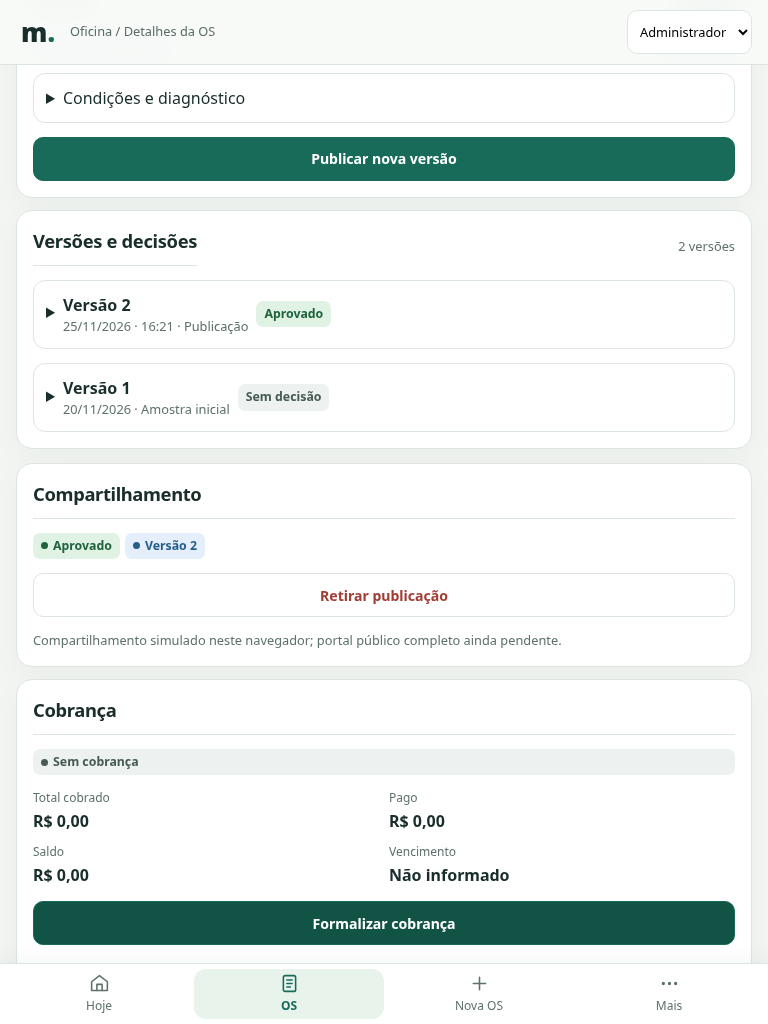 m. Oficina / Detalhes da OS Administrador
Condições e diagnóstico
Publicar nova versão
Versões e decisões 2 versões
Versão 2
25/11/2026 · 16:21 · Publicação Aprovado
Versão 1
20/11/2026 · Amostra inicial Sem decisão
Compartilhamento
Aprovado Versão 2
Retirar publicação
Compartilhamento simulado neste navegador; portal público completo ainda pendente.
Cobrança
Sem cobrança
Total cobrado Pago
R$ 0,00 R$ 0,00
Saldo Vencimento
R$ 0,00 Não informado
Formalizar cobrança
Hoje OS Nova OS Mais